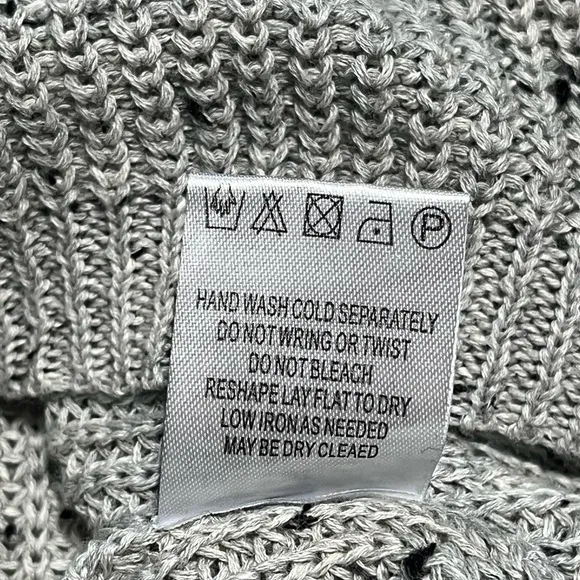 P
HAND WASH COLD SEPARATELY
DO NOT WRING OR TWIST
DO NOT BLEACH
RESHAPE LAY FLAT TO DRY
LOW IRON AS NEEDED
MAY BE DRY CLEAED